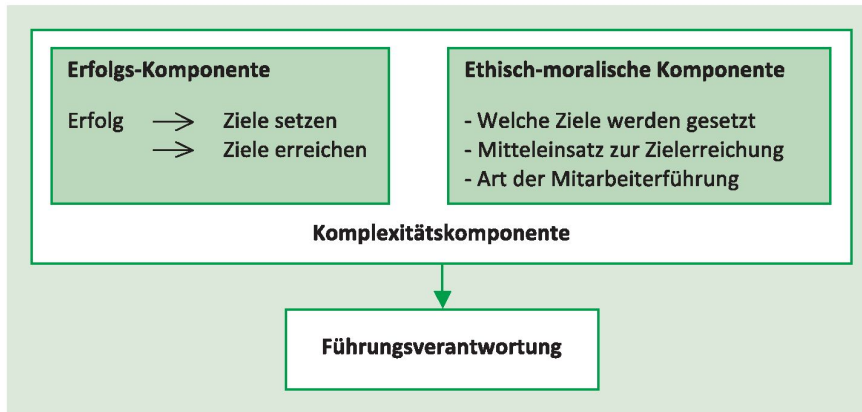 Erfolgs-Komponente
Erfolg → Ziele setzen
→ Ziele erreichen
Ethisch-moralische Komponente
- Welche Ziele werden gesetzt
- Mitteleinsatz zur Zielerreichung
- Art der Mitarbeiterführung
Komplexitätskomponente
Führungsverantwortung